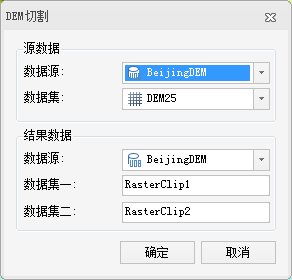 DEM切割
源数据
数据源: BeijingDEM
数据集: DEM25
结果数据
数据源: BeijingDEM
数据集一: RasterClip1
数据集二: RasterClip2
确定 取消